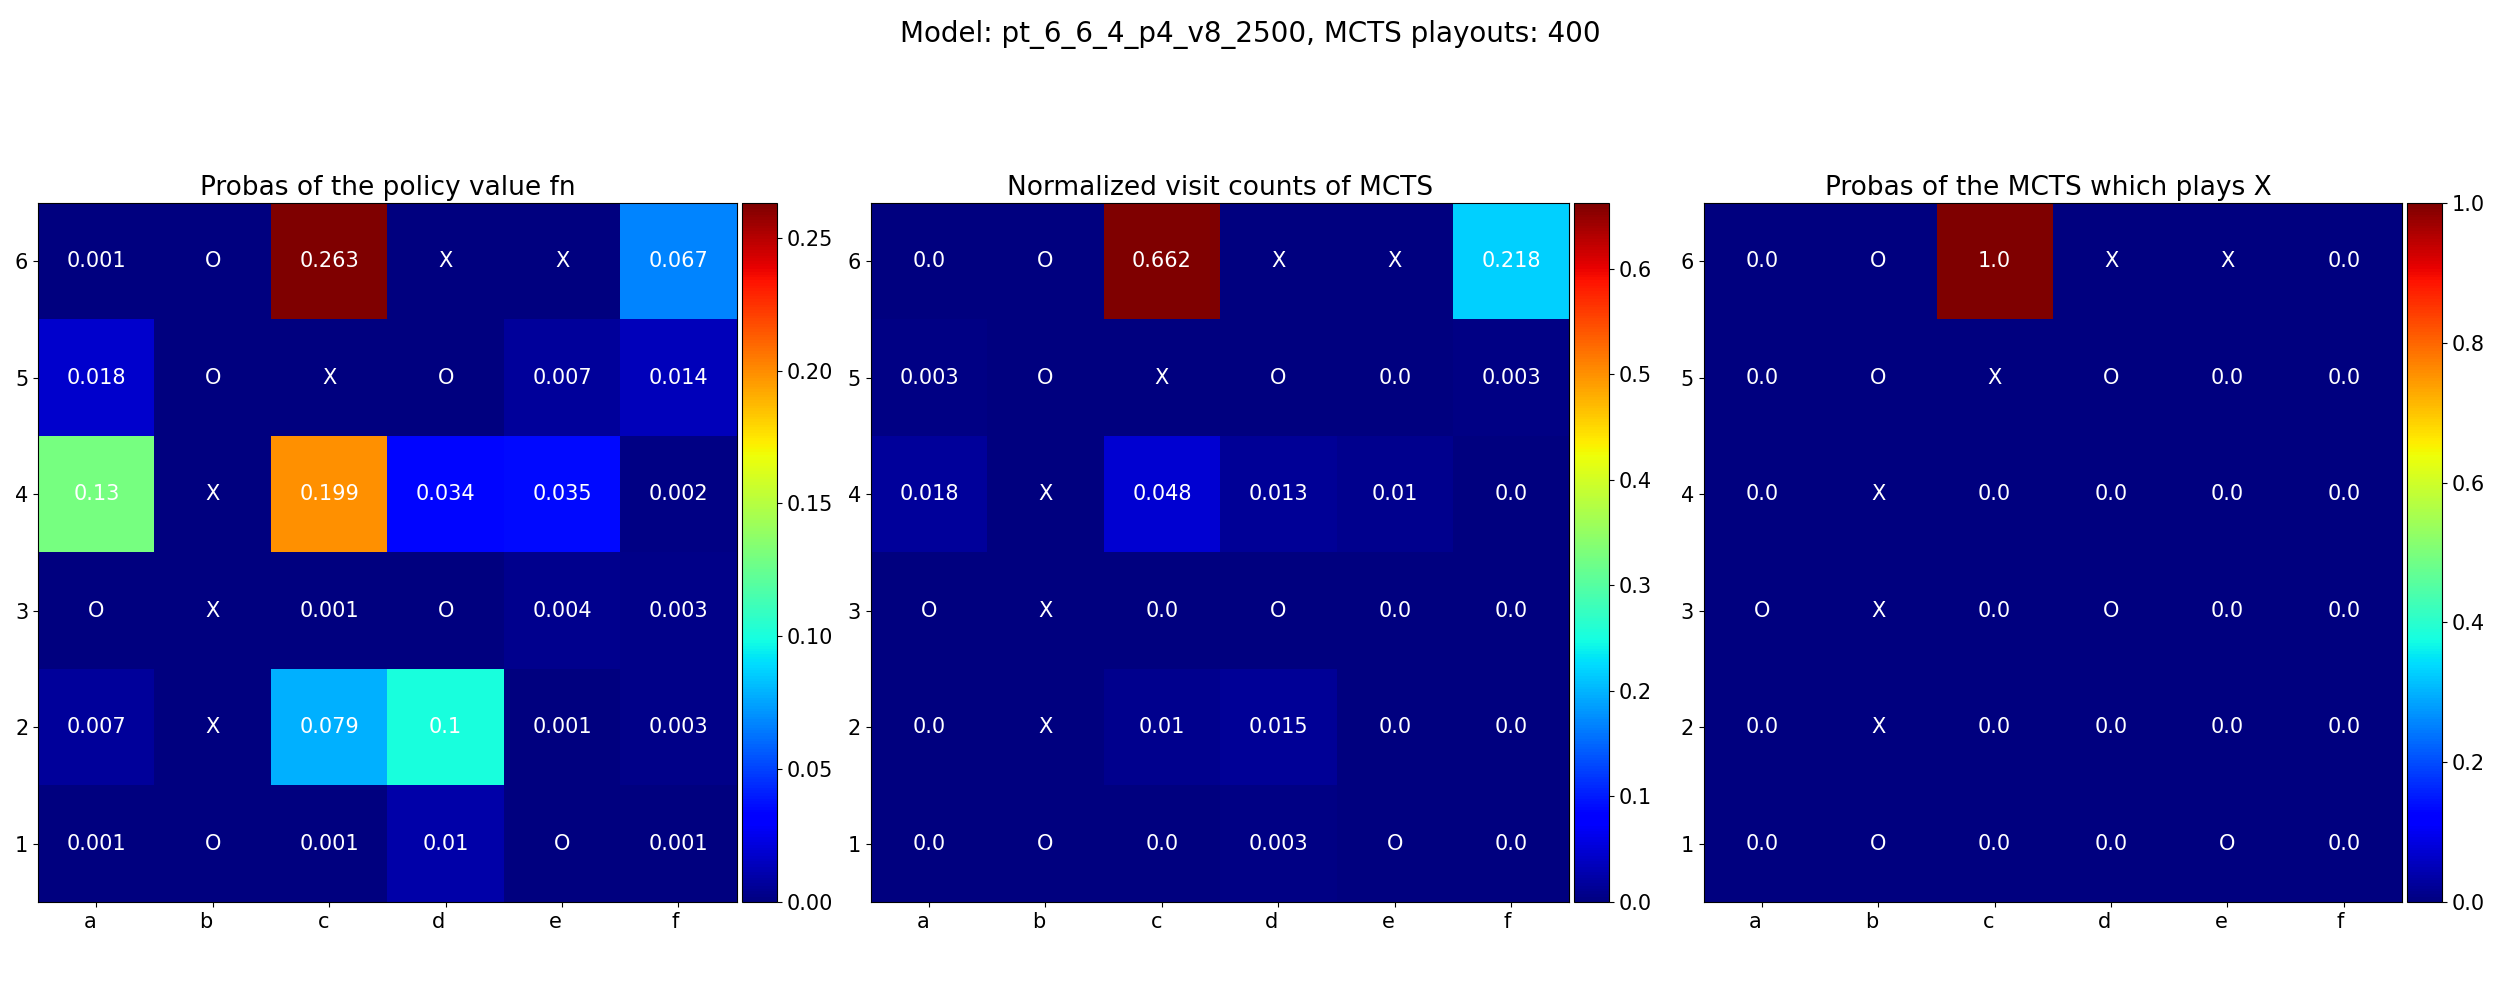 Model: pt_6_6_4_p4_v8_2500, MCTS playouts: 400
Probas of the policy value fn
6 0.001 O 0.263 X X 0.067
5 0.018 O X O 0.007 0.014
4 0.13 X 0.199 0.034 0.035 0.002
3 O X 0.001 O 0.004 0.003
2 0.007 X 0.079 0.1 0.001 0.003
1 0.001 O 0.001 0.01 O 0.001
a b c d e f
0.25
0.20
0.15
0.10
0.05
0.00
Normalized visit counts of MCTS
6 0.0 O 0.662 X X 0.218
5 0.003 O X O 0.0 0.003
4 0.018 X 0.048 0.013 0.01 0.0
3 O X 0.0 O 0.0 0.0
2 0.0 X 0.01 0.015 0.0 0.0
1 0.0 O 0.0 0.003 O 0.0
a b c d e f
0.6
0.5
0.4
0.3
0.2
0.1
0.0
Probas of the MCTS which plays X
6 0.0 O 1.0 X X 0.0
5 0.0 O X O 0.0 0.0
4 0.0 X 0.0 0.0 0.0 0.0
3 O X 0.0 O 0.0 0.0
2 0.0 X 0.0 0.0 0.0 0.0
1 0.0 O 0.0 0.0 O 0.0
a b c d e f
1.0
0.8
0.6
0.4
0.2
0.0